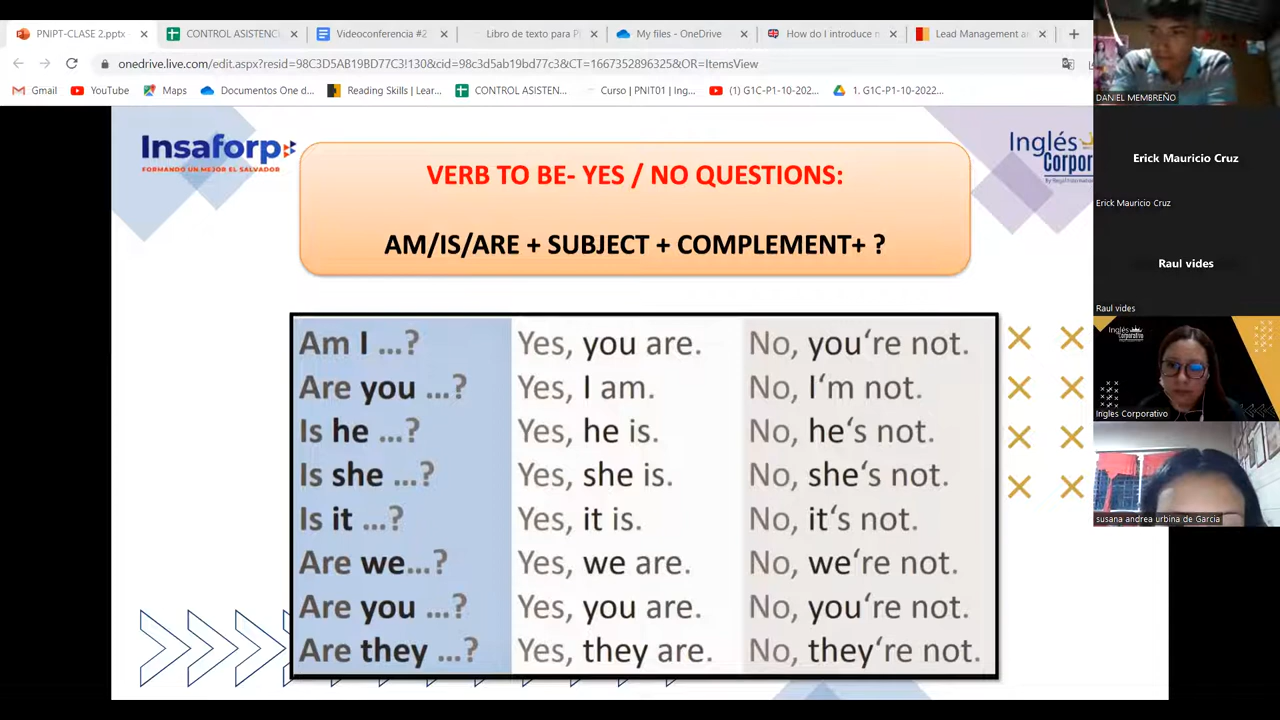 PNIPT-CLASE 2.pptx
CONTROL ASISTENC
Videoconferencia #2
Libro de texto para P
My files - OneDrive
How do I introduce n
Lead Management an
onedrive.live.com/edit.aspx?resid=98C3D5AB19BD77C3!130&cid=98c3d5ab19bd77c3&CT=1667352896325&OR=ItemsView
Gmail
YouTube
Maps
Documentos One d...
Reading Skills | Lear...
CONTROL ASISTEN...
Curso | PNIT01 | Ing...
(1) G1C-P1-10-202...
1. G1C-P1-10-2022...
Insaforp
FORMANDO UN MEJOR EL SALVADOR
Inglés
Corpor
VERB TO BE- YES / NO QUESTIONS:
AM/IS/ARE + SUBJECT + COMPLEMENT+ ?
Am I ...? Yes, you are. No, you‘re not.
Are you ...? Yes, I am. No, I‘m not.
Is he ...? Yes, he is. No, he‘s not.
Is she ...? Yes, she is. No, she‘s not.
Is it ...? Yes, it is. No, it‘s not.
Are we...? Yes, we are. No, we‘re not.
Are you ...? Yes, you are. No, you‘re not.
Are they ...? Yes, they are. No, they‘re not.
DANIEL MEMBREÑO
Erick Mauricio Cruz
Erick Mauricio Cruz
Raul vides
Raul vides
Inglés
Corporativo
Ingles Corporativo
susana andrea urbina de Garcia